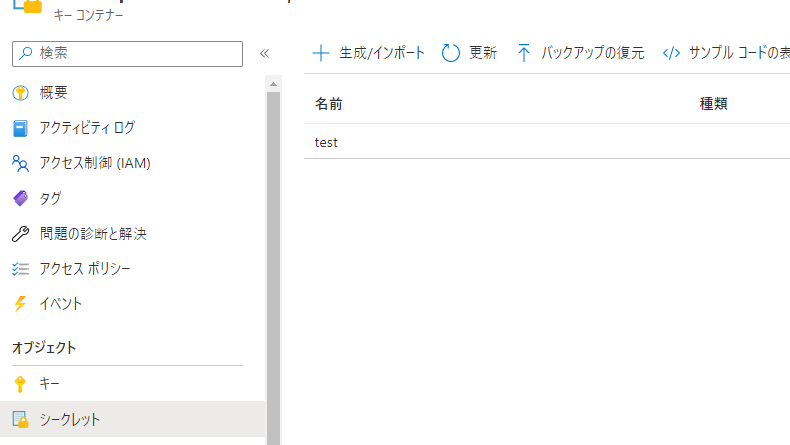 キー コンテナー
検索
生成/インポート 更新 バックアップの復元 サンプル コードの表
概要
アクティビティ ログ
アクセス制御 (IAM)
タグ
問題の診断と解決
アクセス ポリシー
イベント
オブジェクト
キー
シークレット
名前 種類
test